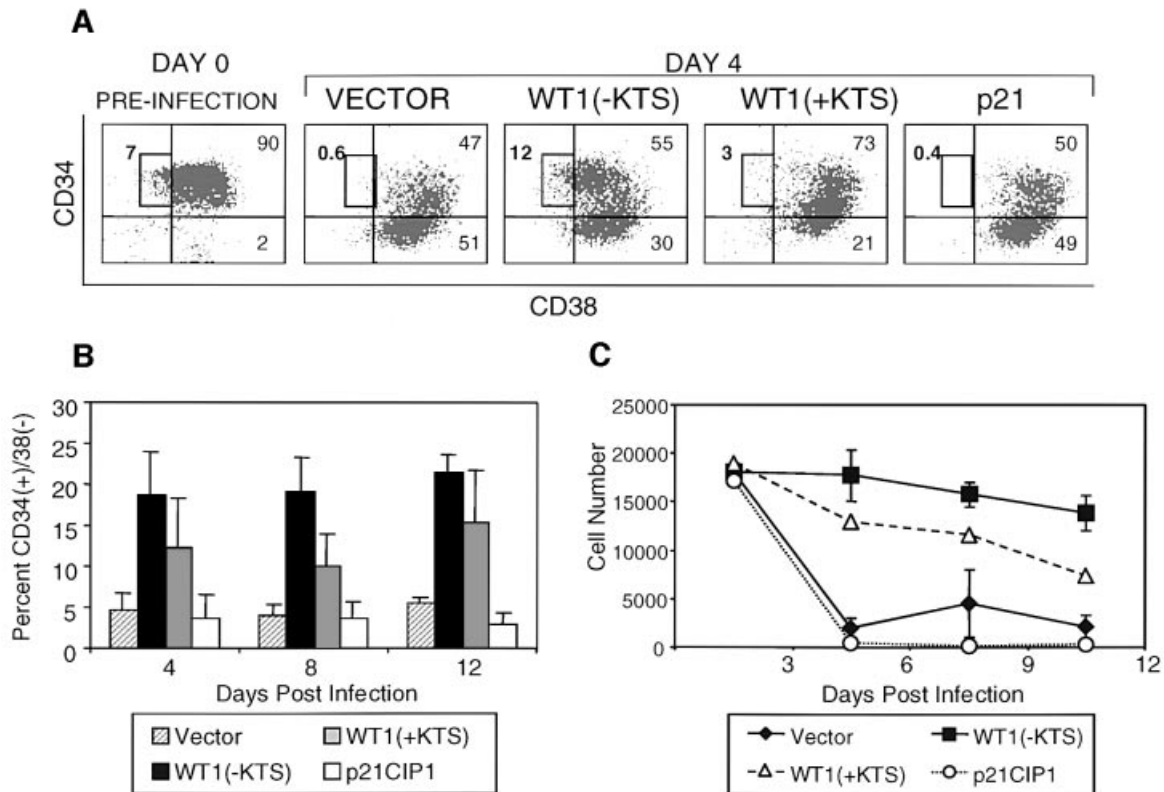 A
DAY 0
DAY 4
PRE-INFECTION
VECTOR
WT1(-KTS)
WT1(+KTS)
p21
CD34
7
90
2
0.6
47
51
12
55
30
3
73
21
0.4
50
49
CD38
B
Percent CD34(+)/38(-)
30
25
20
15
10
5
0
4
8
12
Days Post Infection
Vector
WT1(+KTS)
WT1(-KTS)
p21CIP1
C
Cell Number
25000
20000
15000
10000
5000
0
3
6
9
12
Days Post Infection
Vector
WT1(-KTS)
WT1(+KTS)
p21CIP1